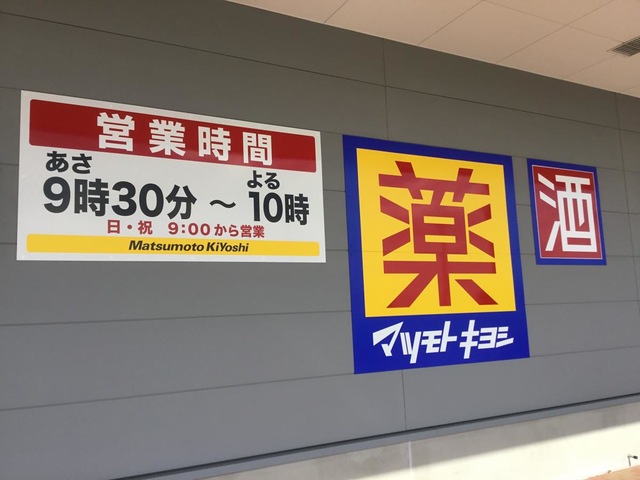 営業時間
あさ よる
9時30分 ～ 10時
日・祝 9:00から営業
Matsumoto KiYoshi
薬
マツモト キヨシ
酒